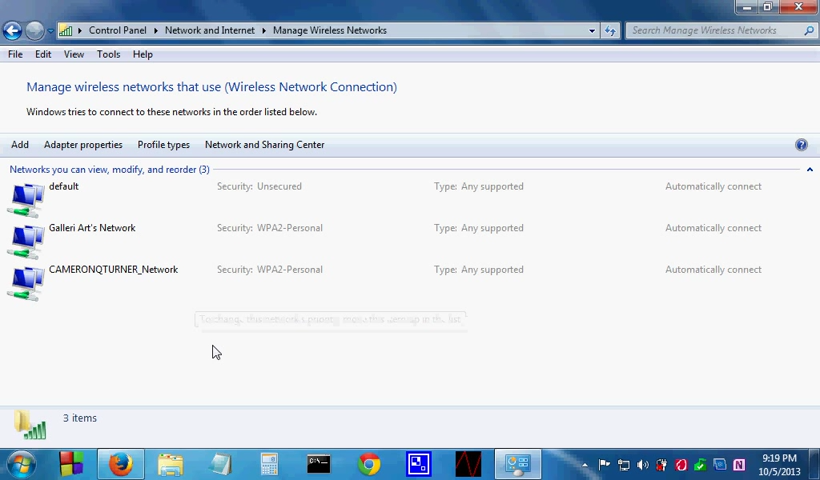 Control Panel Network and Internet Manage Wireless Networks Search Manage Wireless Networks
File Edit View Tools Help
Manage wireless networks that use (Wireless Network Connection)
Windows tries to connect to these networks in the order listed below.
Add Adapter properties Profile types Network and Sharing Center
Networks you can view, modify, and reorder (3)
default Security: Unsecured Type: Any supported Automatically connect
Galleri Art's Network Security: WPA2-Personal Type: Any supported Automatically connect
CAMERONQTURNER_Network Security: WPA2-Personal Type: Any supported Automatically connect
3 items
9:19 PM
10/5/2013